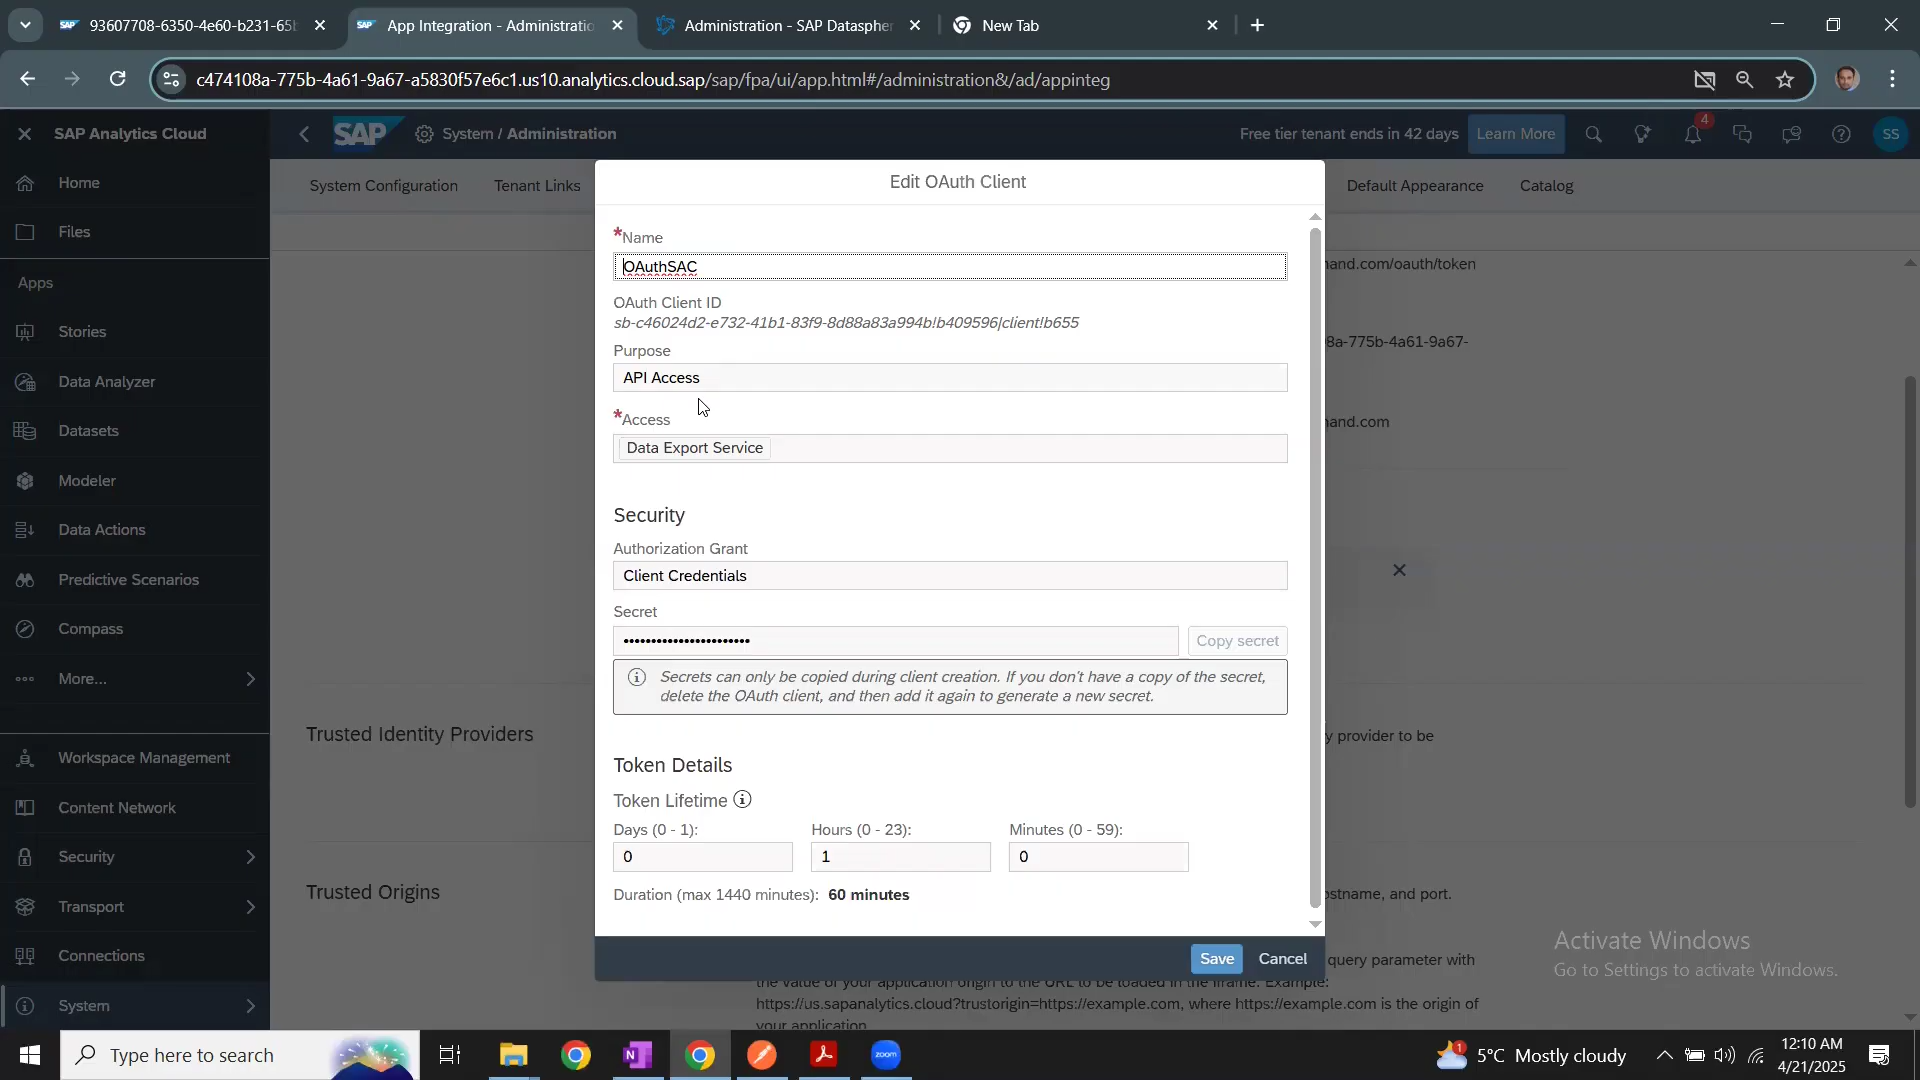 93607708-6350-4e60-b231-65b
App Integration - Administratio
Administration - SAP Datasphe
New Tab
c474108a-775b-4a61-9a67-a5830f57e6c1.us10.analytics.cloud.sap/sap/fpa/ui/app.html#/administration&/ad/appinteg
SAP Analytics Cloud
SAP
System / Administration
Free tier tenant ends in 42 days
Learn More
4
SS
Home
Files
Apps
Stories
Data Analyzer
Datasets
Modeler
Data Actions
Predictive Scenarios
Compass
More...
Workspace Management
Content Network
Security
Transport
Connections
System
System Configuration
Tenant Links
Default Appearance
Catalog
Edit OAuth Client
*Name
OAuthSAC
OAuth Client ID
sb-c46024d2-e732-41b1-83f9-8d88a83a994b!b409596|client!b655
Purpose
API Access
*Access
Data Export Service
Security
Authorization Grant
Client Credentials
Secret
•••••••••••••••••••••••
Copy secret
Secrets can only be copied during client creation. If you don't have a copy of the secret,
delete the OAuth client, and then add it again to generate a new secret.
Token Details
Token Lifetime
Days (0 - 1):
Hours (0 - 23):
Minutes (0 - 59):
0
1
0
Duration (max 1440 minutes): 60 minutes
Save
Cancel
nand.com/oauth/token
8a-775b-4a61-9a67-
nand.com
Trusted Identity Providers
y provider to be
Trusted Origins
ostname, and port.
query parameter with
the value of your application origin to the URL to be loaded in the iframe. Example:
https://us.sapanalytics.cloud?trustorigin=https://example.com, where https://example.com is the origin of
your application
Activate Windows
Go to Settings to activate Windows.
Type here to search
zoom
1
5°C Mostly cloudy
12:10 AM
4/21/2025